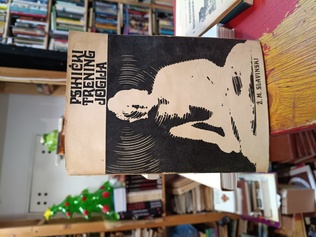 PSIHIČKI
TRENING
JOGIJA
Ž. M. SLAVINSKI